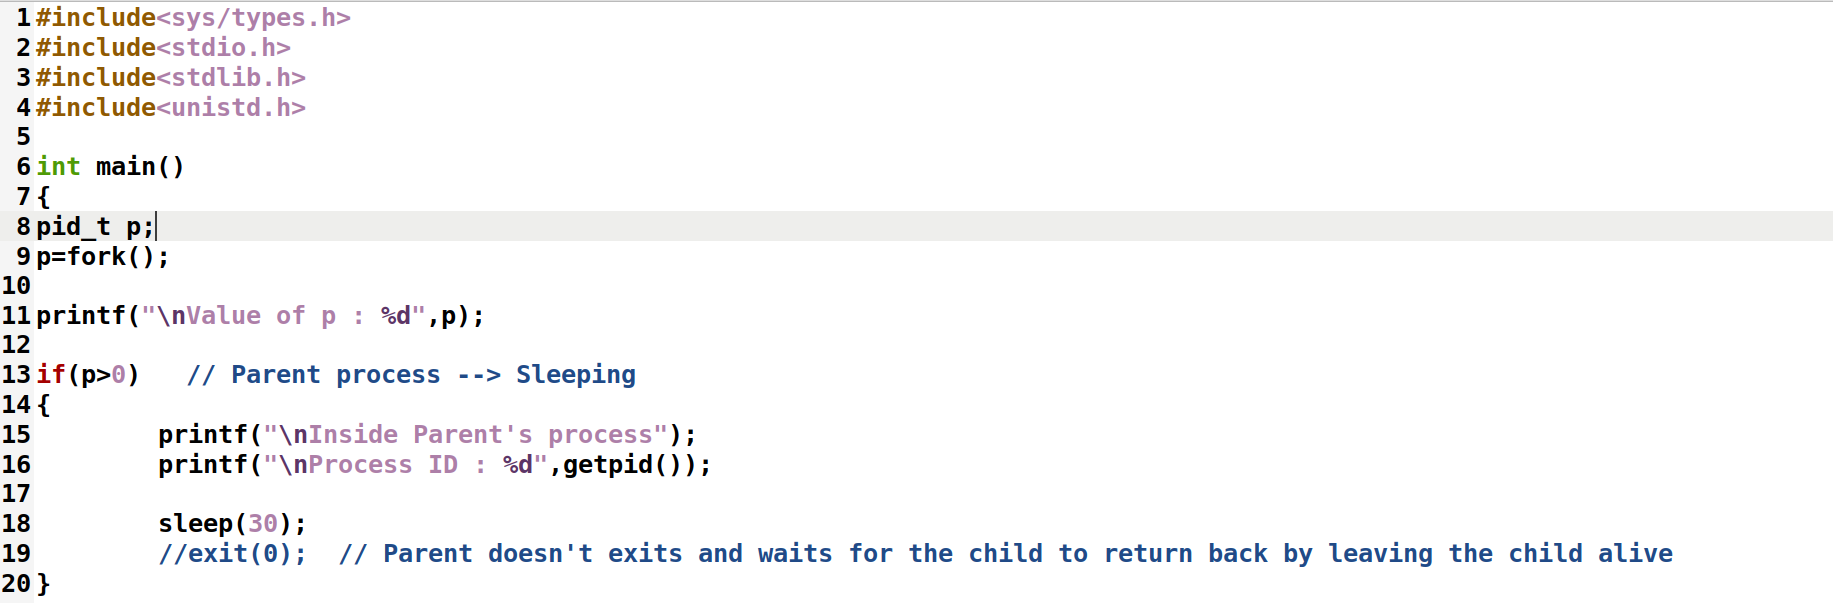 1 #include<sys/types.h>
2 #include<stdio.h>
3 #include<stdlib.h>
4 #include<unistd.h>
5
6 int main()
7 {
8 pid_t p;
9 p=fork();
10
11 printf("\nValue of p : %d",p);
12
13 if(p>0)   // Parent process --> Sleeping
14 {
15         printf("\nInside Parent's process");
16         printf("\nProcess ID : %d",getpid());
17
18         sleep(30);
19         //exit(0);  // Parent doesn't exits and waits for the child to return back by leaving the child alive
20 }